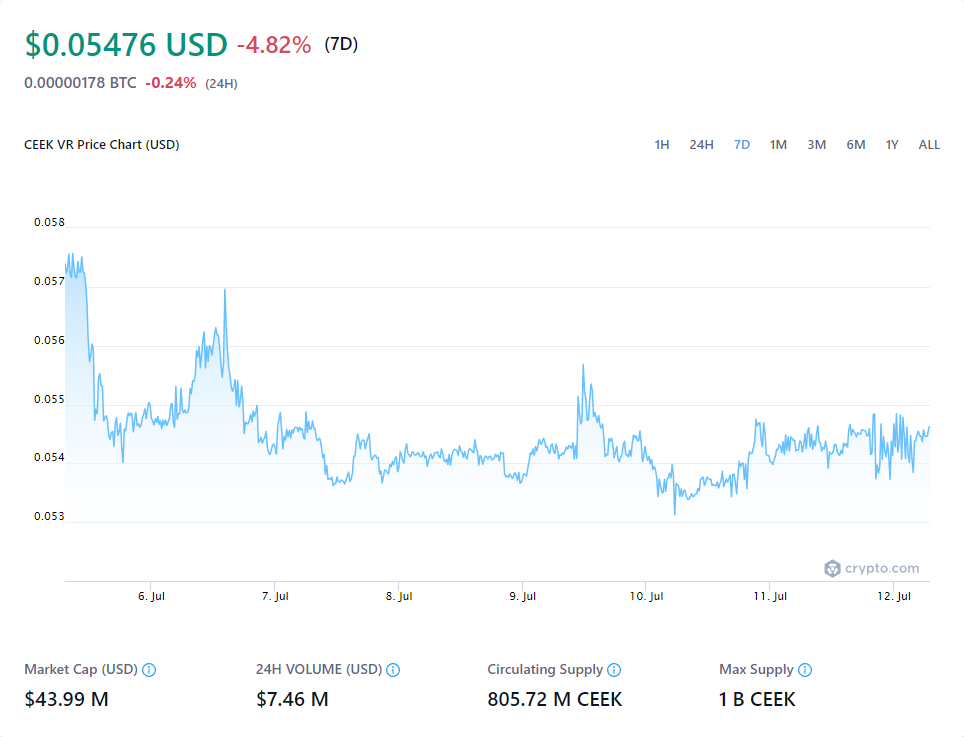 $0.05476 USD -4.82% (7D)
0.00000178 BTC -0.24% (24H)
CEEK VR Price Chart (USD) 1H 24H 7D 1M 3M 6M 1Y ALL
0.058
0.057
0.056
0.055
0.054
0.053
crypto.com
6. Jul 7. Jul 8. Jul 9. Jul 10. Jul 11. Jul 12. Jul
Market Cap (USD) 24H VOLUME (USD) Circulating Supply Max Supply
$43.99 M $7.46 M 805.72 M CEEK 1 B CEEK